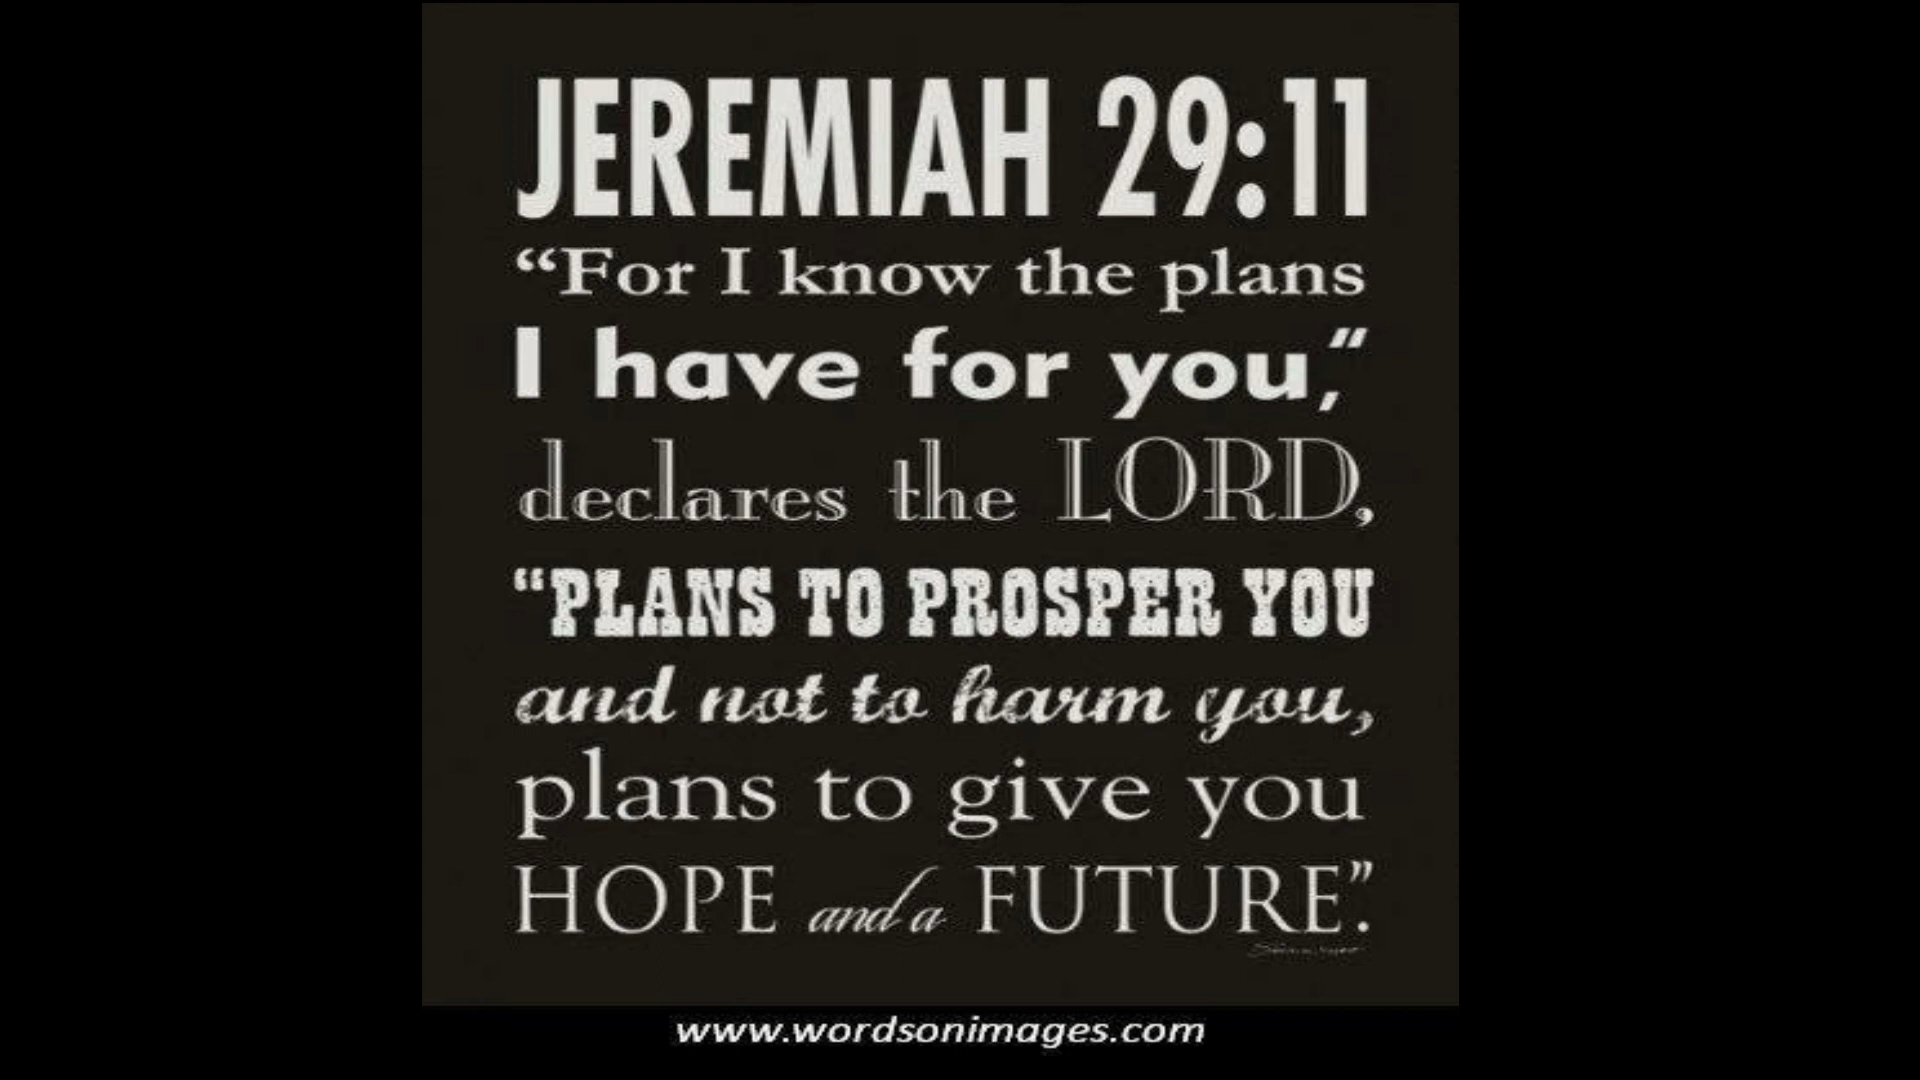 JEREMIAH 29:11
“For I know the plans
I have for you,”
declares the LORD,
“PLANS TO PROSPER YOU
and not to harm you,
plans to give you
HOPE and a FUTURE”.
www.wordsonimages.com